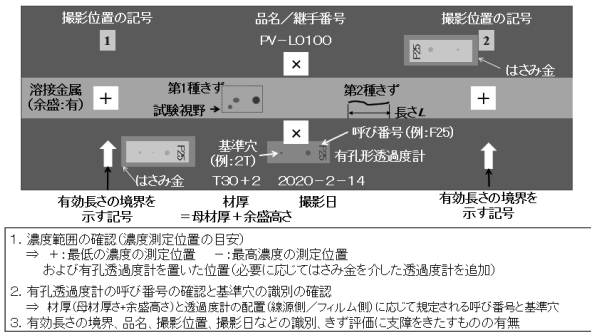 撮影位置の記号
品名／継手番号
撮影位置の記号
1
PV-L0100
2
F25
はさみ金
溶接金属
(余盛:有)
第1種きず
試験視野
第2種きず
長さL
基準穴
(例:2T)
呼び番号(例:F25)
F25
有孔形透過度計
F25
はさみ金
T30+2
2020-2-14
有効長さの境界を
示す記号
材厚
＝母材厚＋余盛高さ
撮影日
有効長さの境界を
示す記号
1. 濃度範囲の確認(濃度測定位置の目安)
⇒ +:最低の濃度の測定位置 −:最高濃度の測定位置
および有孔透過度計を置いた位置(必要に応じてはさみ金を介した透過度計を追加)
2. 有孔透過度計の呼び番号の確認と基準穴の識別の確認
⇒ 材厚(母材厚さ+余盛高さ)と透過度計の配置(線源側／フィルム側)に応じて規定される呼び番号と基準穴
3. 有効長さの境界、品名、撮影位置、撮影日などの識別、きず評価に支障をきたすものの有無